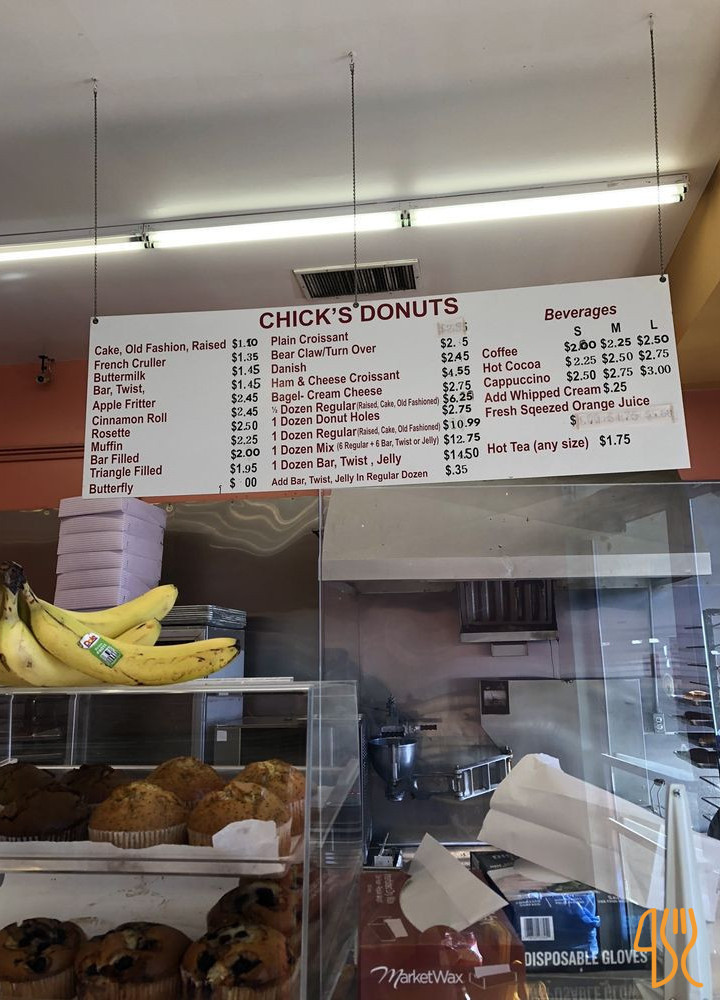 CHICK'S DONUTS
Cake, Old Fashion, Raised $1.10
French Cruller $1.35
Buttermilk $1.45
Bar, Twist, $1.45
Apple Fritter $2.45
Cinnamon Roll $2.45
Rosette $2.50
Muffin $2.25
Bar Filled $2.00
Triangle Filled $1.95
Butterfly $ 00
Plain Croissant
Bear Claw/Turn Over $2. 5
Danish $2.45
Ham & Cheese Croissant $4.55
Bagel- Cream Cheese $2.75
½ Dozen Regular (Raised, Cake, Old Fashioned) $6.25
1 Dozen Donut Holes $2.75
1 Dozen Regular (Raised, Cake, Old Fashioned) $10.99
1 Dozen Mix (6 Regular + 6 Bar, Twist or Jelly) $12.75
1 Dozen Bar, Twist , Jelly $14.50
Add Bar, Twist, Jelly In Regular Dozen $.35
Beverages
S M L
Coffee $2.00 $2.25 $2.50
Hot Cocoa $2.25 $2.50 $2.75
Cappuccino $2.50 $2.75 $3.00
Add Whipped Cream $.25
Fresh Sqeezed Orange Juice
$
Hot Tea (any size) $1.75
Dole
MarketWax
DISPOSABLE GLOVES